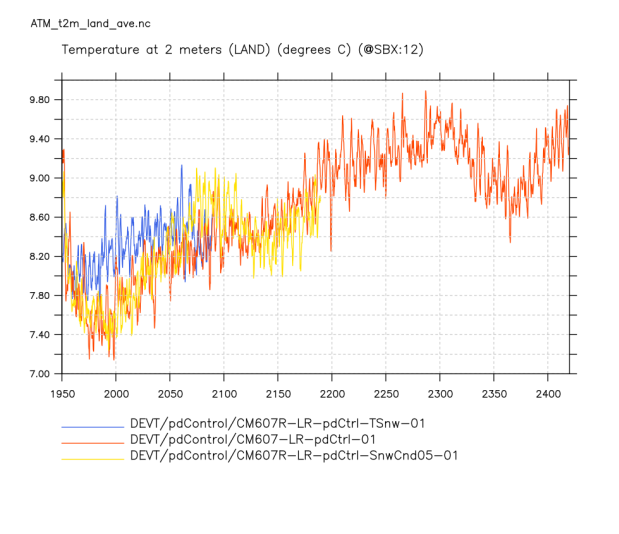 ATM_t2m_land_ave.nc
Temperature at 2 meters (LAND) (degrees C) (@SBX:12)
9.80
9.40
9.00
8.60
8.20
7.80
7.40
7.00
1950 2000 2050 2100 2150 2200 2250 2300 2350 2400
DEVT/pdControl/CM607R-LR-pdCtrl-TSnw-01
DEVT/pdControl/CM607-LR-pdCtrl-01
DEVT/pdControl/CM607R-LR-pdCtrl-SnwCnd05-01